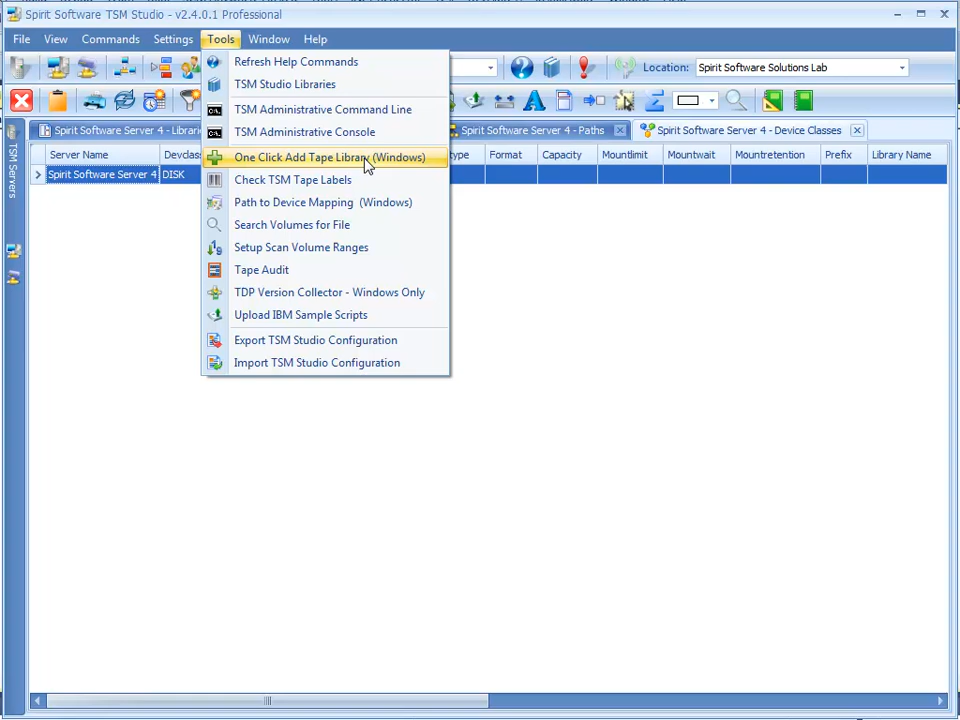 Spirit Software TSM Studio - v2.4.0.1 Professional
File View Commands Settings Tools Window Help
Location: Spirit Software Solutions Lab
Refresh Help Commands
TSM Studio Libraries
TSM Administrative Command Line
TSM Administrative Console
One Click Add Tape Library (Windows)
Check TSM Tape Labels
Path to Device Mapping (Windows)
Search Volumes for File
Setup Scan Volume Ranges
Tape Audit
TDP Version Collector - Windows Only
Upload IBM Sample Scripts
Export TSM Studio Configuration
Import TSM Studio Configuration
TSM Servers
Spirit Software Server 4 - Librari Spirit Software Server 4 - Paths Spirit Software Server 4 - Device Classes
Server Name Devclass type Format Capacity Mountlimit Mountwait Mountretention Prefix Library Name
Spirit Software Server 4 DISK